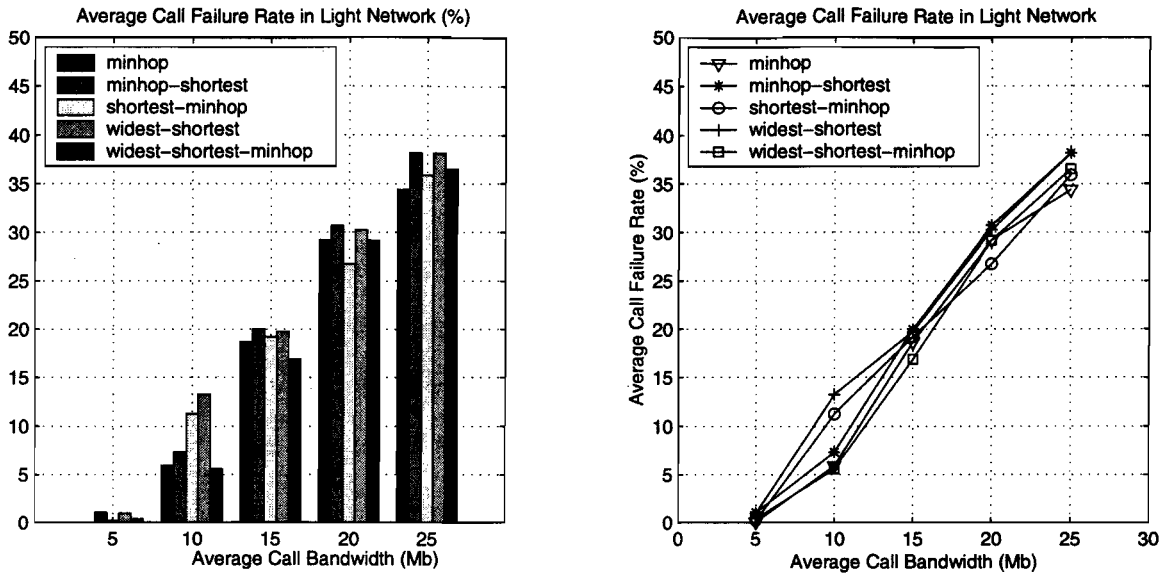 Average Call Failure Rate in Light Network (%)
50
45
40
35
30
25
20
15
10
5
0
minhop
minhop-shortest
shortest-minhop
widest-shortest
widest-shortest-minhop
5
10
15
20
25
Average Call Bandwidth (Mb)
Average Call Failure Rate in Light Network
Average Call Failure Rate (%)
50
45
40
35
30
25
20
15
10
5
0
minhop
minhop-shortest
shortest-minhop
widest-shortest
widest-shortest-minhop
0
5
10
15
20
25
30
Average Call Bandwidth (Mb)